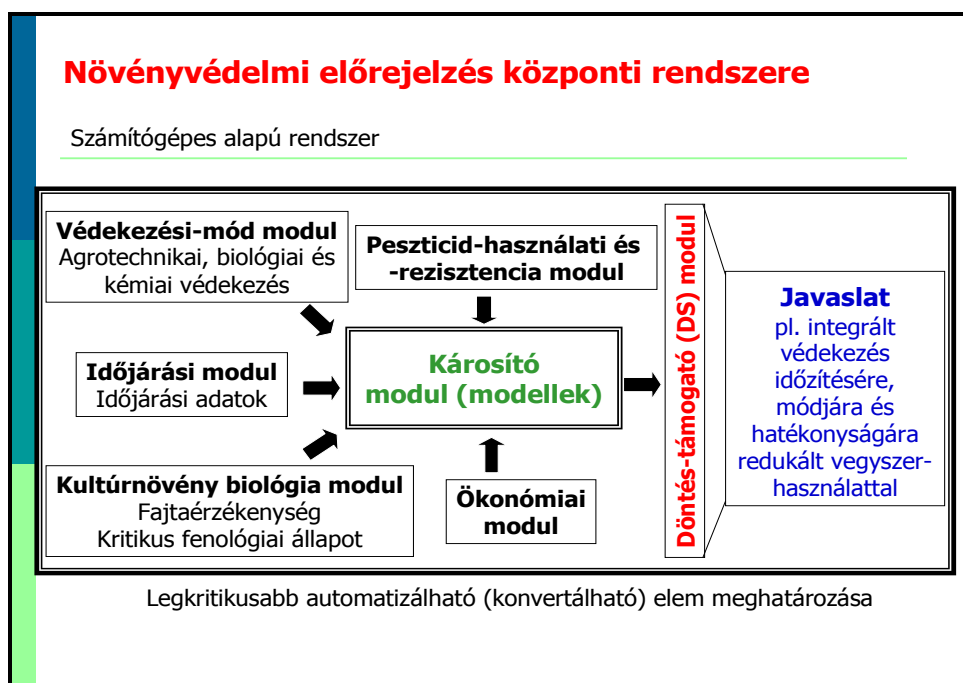 Növényvédelmi előrejelzés központi rendszere
Számítógépes alapú rendszer
Védekezési-mód modul
Agrotechnikai, biológiai és
kémiai védekezés
Peszticid-használati és
-rezisztencia modul
Időjárási modul
Időjárási adatok
Károsító
modul (modellek)
Kultúrnövény biológia modul
Fajtaérzékenység
Kritikus fenológiai állapot
Ökonómiai
modul
Döntés-támogató (DS) modul
Javaslat
pl. integrált
védekezés
időzítésére,
módjára és
hatékonyságára
redukált vegyszer-
használattal
Legkritikusabb automatizálható (konvertálható) elem meghatározása